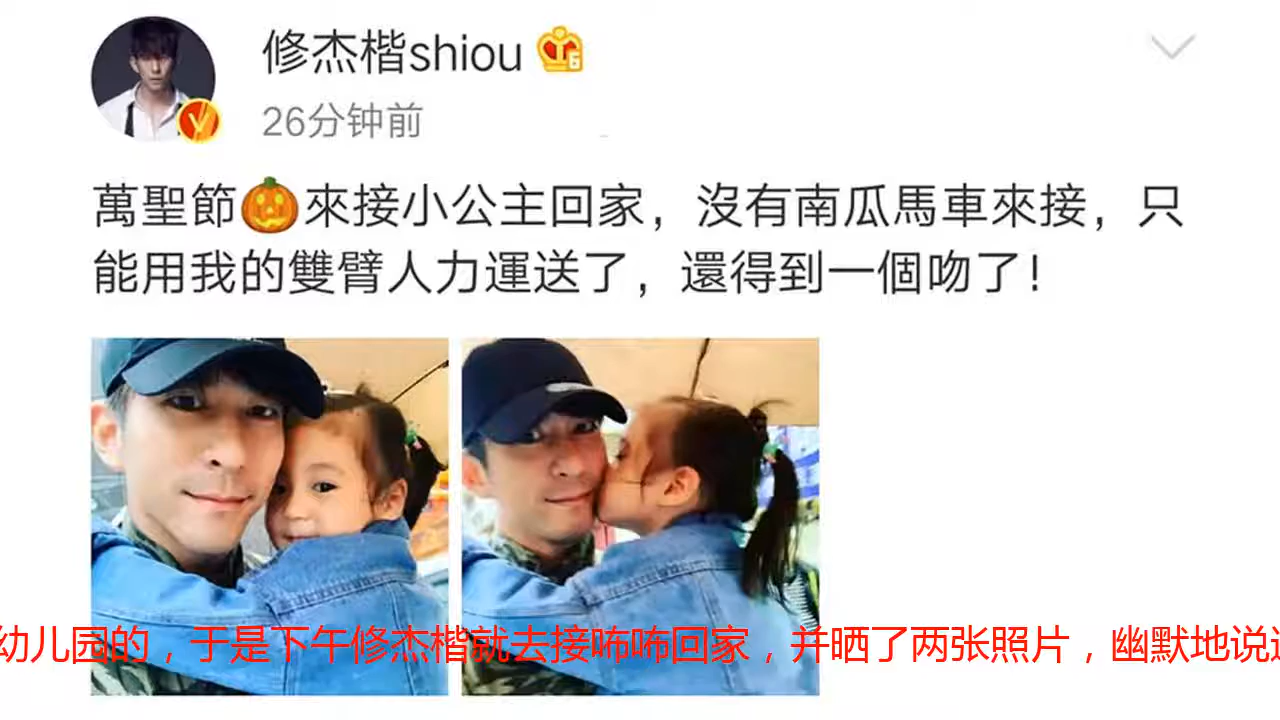 修杰楷shiou
26分钟前
萬聖節🎃來接小公主回家，沒有南瓜馬車來接，只
能用我的雙臂人力運送了，還得到一個吻了！
幼儿园的，于是下午修杰楷就去接咘咘回家，并晒了两张照片，幽默地说